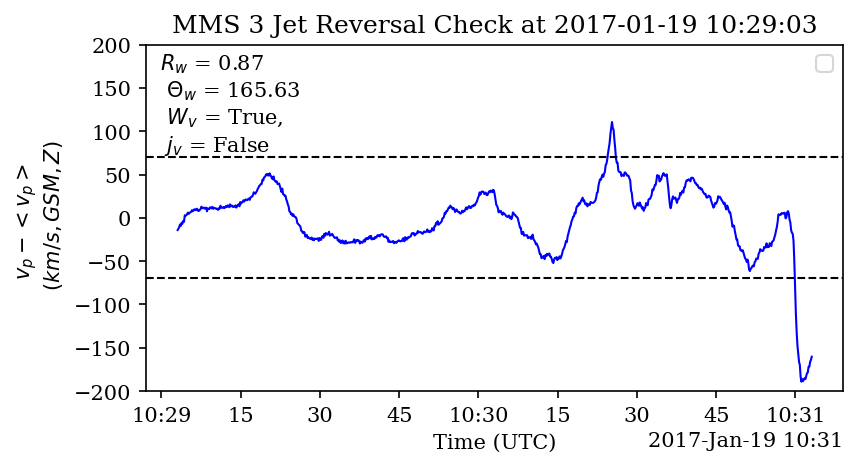 MMS 3 Jet Reversal Check at 2017-01-19 10:29:03
R_w = 0.87
Θ_w = 165.63
W_v = True,
j_v = False
v_p − < v_p >
(km/s, GSM, Z)
200
150
100
50
0
−50
−100
−150
−200
10:29 15 30 45 10:30 15 30 45 10:31
Time (UTC)
2017-Jan-19 10:31